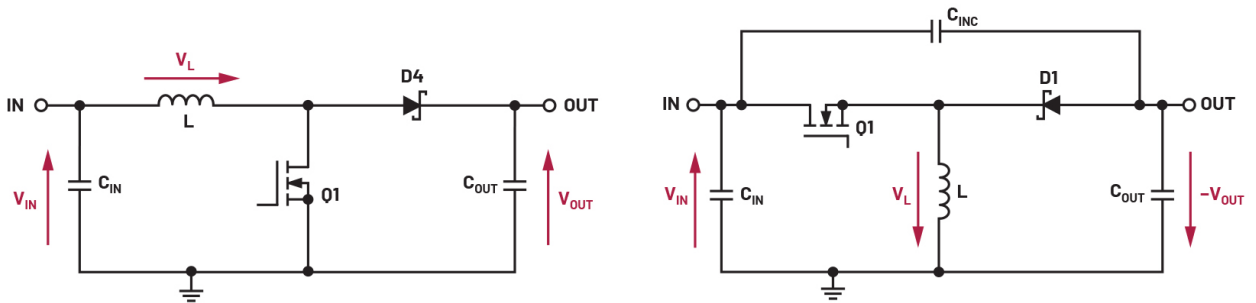 V_L
D4
IN
L
OUT
V_IN
C_IN
Q1
C_OUT
V_OUT
C_INC
D1
IN
Q1
OUT
V_IN
C_IN
V_L
L
C_OUT
-V_OUT